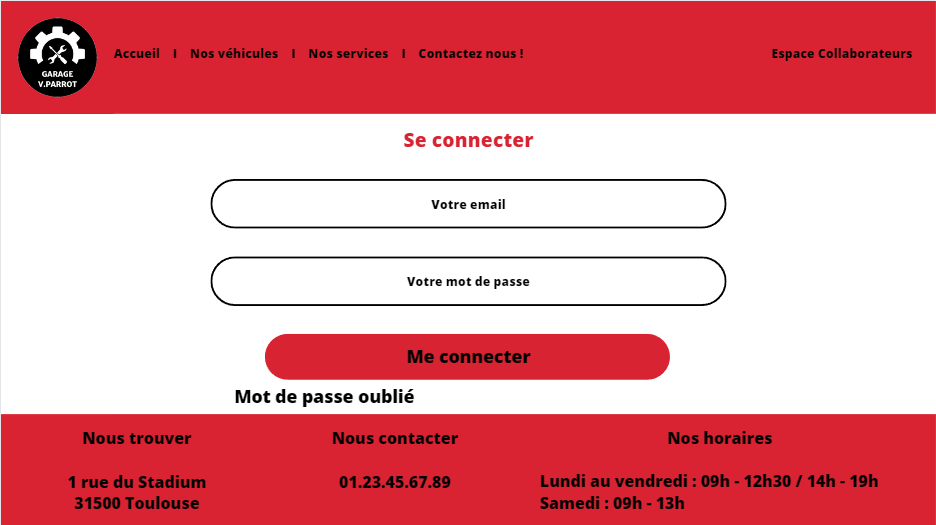 GARAGE
V.PARROT
Accueil I Nos véhicules I Nos services I Contactez nous !
Espace Collaborateurs
Se connecter
Votre email
Votre mot de passe
Me connecter
Mot de passe oublié
Nous trouver
1 rue du Stadium
31500 Toulouse
Nous contacter
01.23.45.67.89
Nos horaires
Lundi au vendredi : 09h - 12h30 / 14h - 19h
Samedi : 09h - 13h